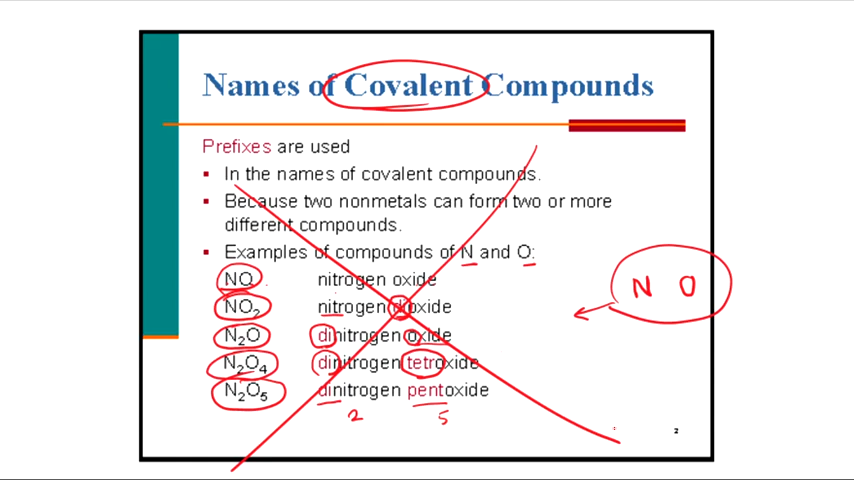 Names of Covalent Compounds
Prefixes are used
▪ In the names of covalent compounds.
▪ Because two nonmetals can form two or more
different compounds.
▪ Examples of compounds of N and O:
NO nitrogen oxide
NO₂ nitrogen dioxide
N₂O dinitrogen oxide
N₂O₄ dinitrogen tetroxide
N₂O₅ dinitrogen pentoxide
2 5
N O
2